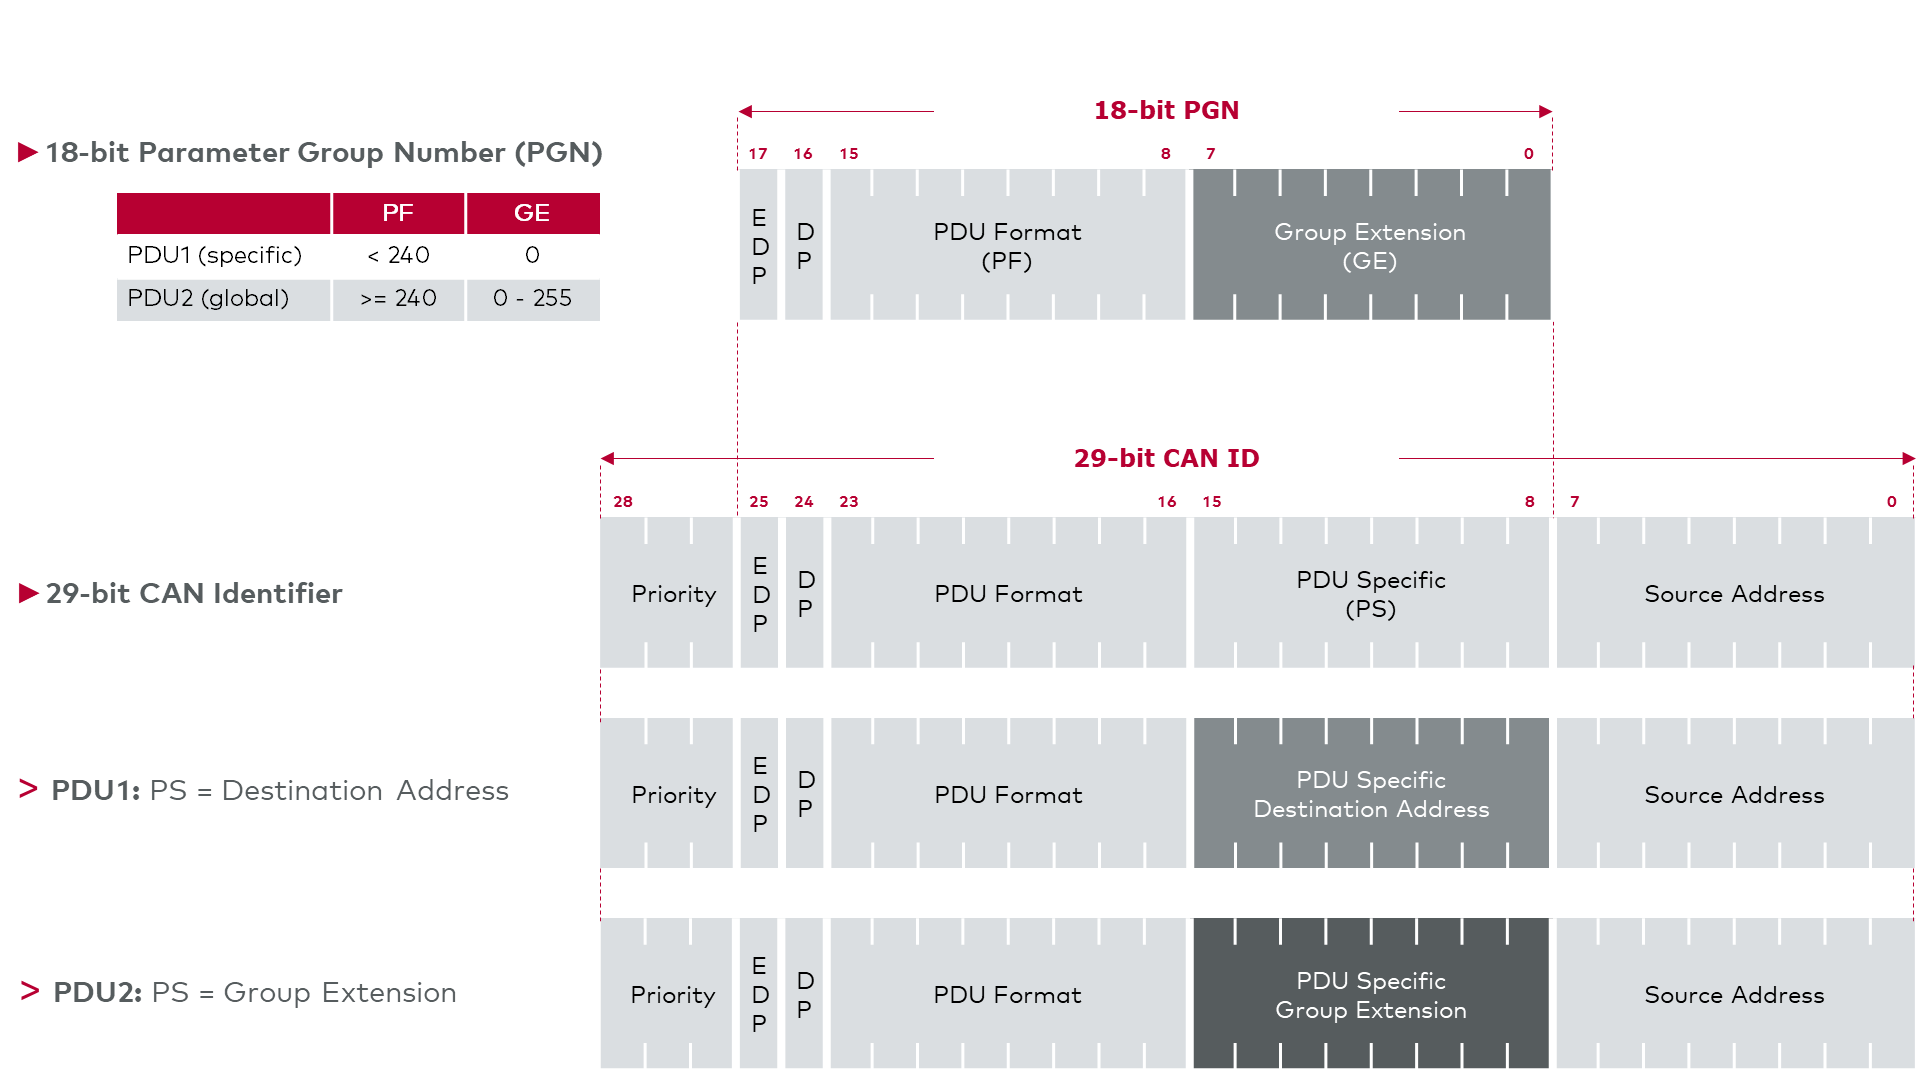 18-bit PGN
18-bit Parameter Group Number (PGN)
17 16 15 8 7 0
PF GE
PDU1 (specific) < 240 0
PDU2 (global) >= 240 0 - 255
E
D
P
D
P
PDU Format
(PF)
Group Extension
(GE)
29-bit CAN ID
28 25 24 23 16 15 8 7 0
29-bit CAN Identifier
Priority
E
D
P
D
P
PDU Format
PDU Specific
(PS)
Source Address
> PDU1: PS = Destination Address
Priority
E
D
P
D
P
PDU Format
PDU Specific
Destination Address
Source Address
> PDU2: PS = Group Extension
Priority
E
D
P
D
P
PDU Format
PDU Specific
Group Extension
Source Address